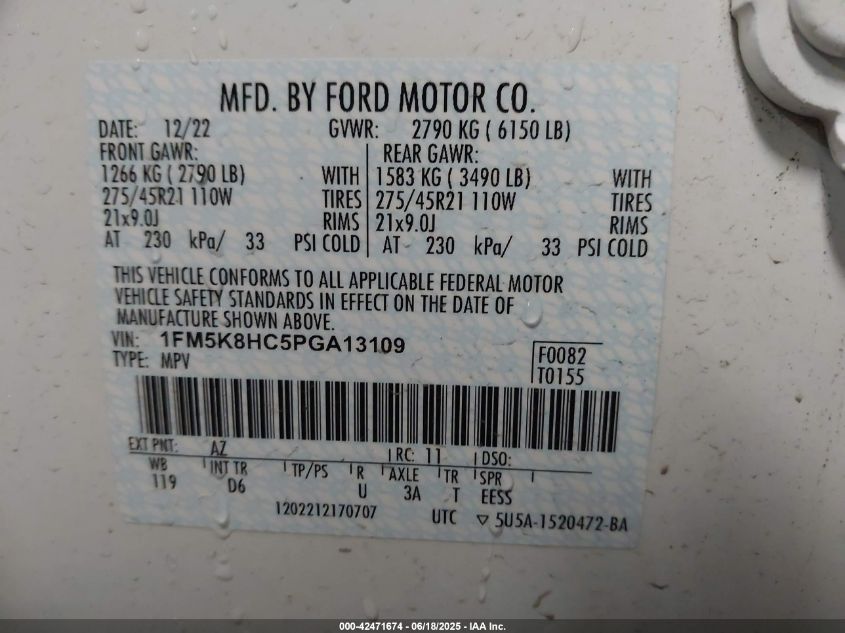 MFD. BY FORD MOTOR CO.
DATE: 12/22 GVWR: 2790 KG ( 6150 LB)
FRONT GAWR: REAR GAWR:
1266 KG ( 2790 LB) WITH 1583 KG ( 3490 LB) WITH
275/45R21 110W TIRES 275/45R21 110W TIRES
21x9.0J RIMS 21x9.0J RIMS
AT 230 kPa/ 33 PSI COLD AT 230 kPa/ 33 PSI COLD
THIS VEHICLE CONFORMS TO ALL APPLICABLE FEDERAL MOTOR
VEHICLE SAFETY STANDARDS IN EFFECT ON THE DATE OF
MANUFACTURE SHOWN ABOVE.
VIN: 1FM5K8HC5PGA13109 F0082
TYPE: MPV T0155
EXT PNT: AZ RC: 11 DSO:
WB INT TR TP/PS R AXLE TR SPR
119 D6 U 3A T EESS
1202212170707 UTC ▽ 5U5A-1520472-BA
000-42471674 / 06/18/2025 - IAA Inc.